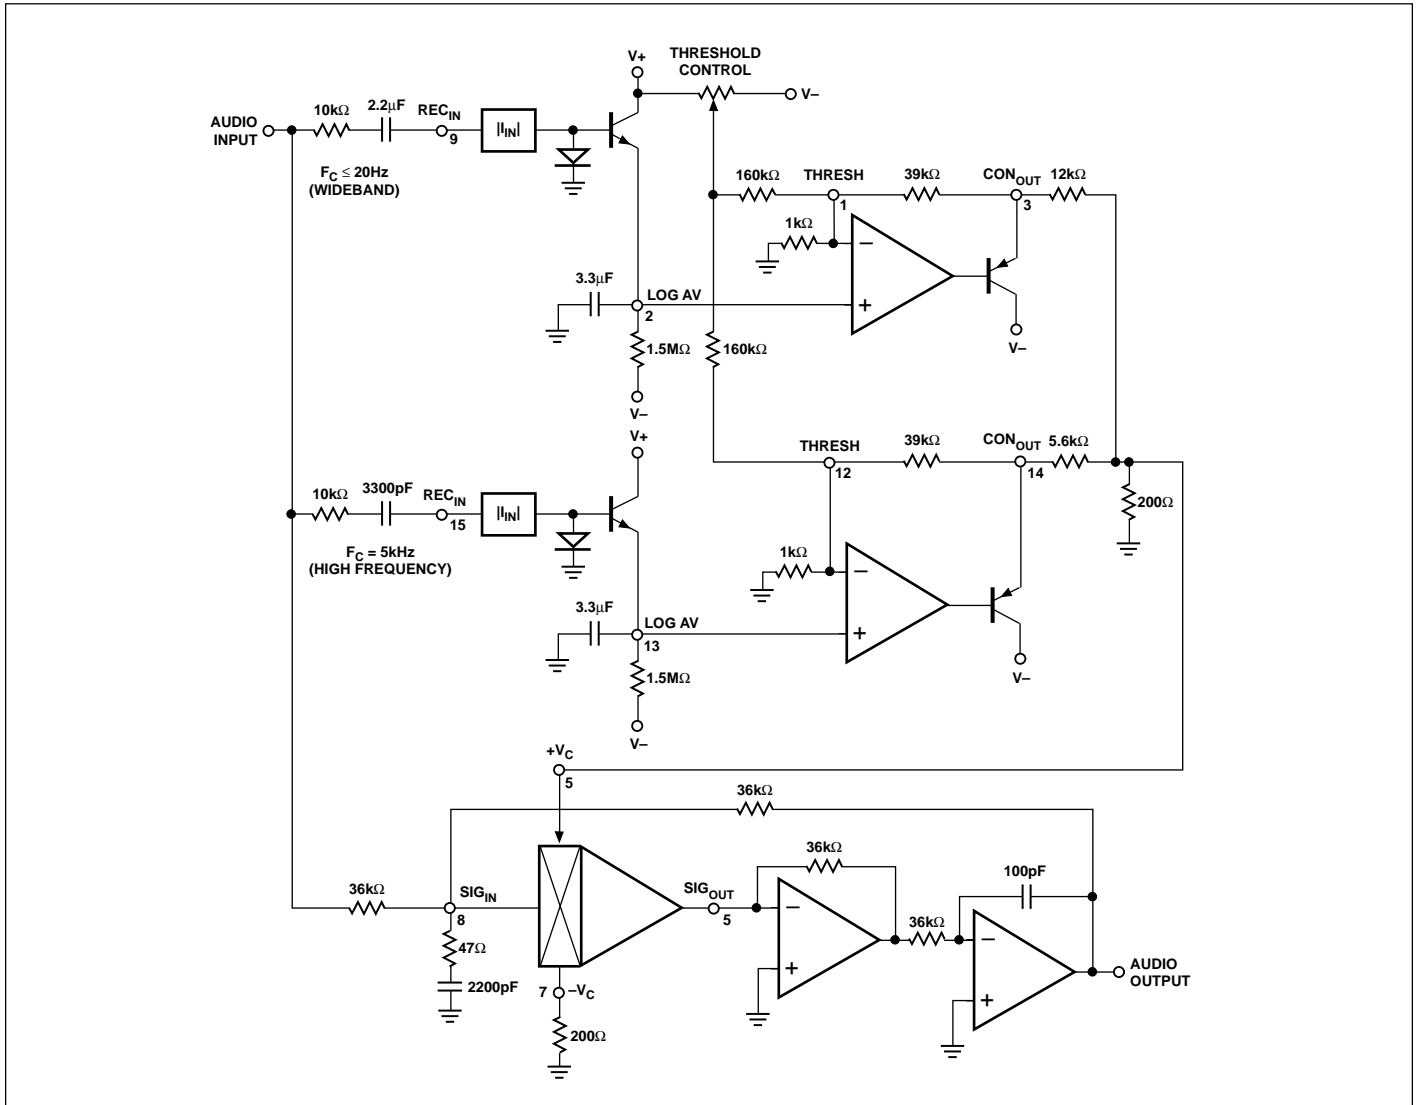 V+
THRESHOLD
CONTROL
V–
10kΩ
2.2μF
REC_IN
9
AUDIO
INPUT
|I_IN|
F_C ≤ 20Hz
(WIDEBAND)
160kΩ
THRESH
1
39kΩ
CON_OUT
3
12kΩ
1kΩ
–
+
3.3μF
LOG AV
2
V–
1.5MΩ
160kΩ
V–
V+
THRESH
12
39kΩ
CON_OUT
14
5.6kΩ
10kΩ
3300pF
REC_IN
15
|I_IN|
200Ω
F_C = 5kHz
(HIGH FREQUENCY)
1kΩ
–
+
3.3μF
LOG AV
13
V–
1.5MΩ
V–
+V_C
5
36kΩ
36kΩ
36kΩ
SIG_IN
8
SIG_OUT
5
100pF
47Ω
–
36kΩ
–
2200pF
+
AUDIO
OUTPUT
7
–V_C
+
200Ω